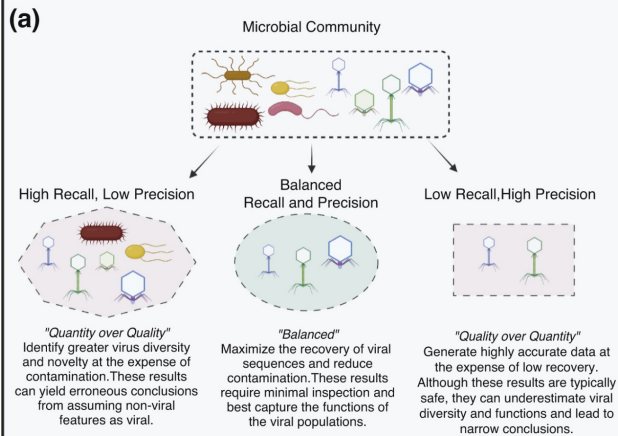 (a)
Microbial Community
High Recall, Low Precision
"Quantity over Quality"
Identify greater virus diversity
and novelty at the expense of
contamination.These results
can yield erroneous conclusions
from assuming non-viral
features as viral.
Balanced
Recall and Precision
"Balanced"
Maximize the recovery of viral
sequences and reduce
contamination.These results
require minimal inspection and
best capture the functions of
the viral populations.
Low Recall,High Precision
"Quality over Quantity"
Generate highly accurate data at
the expense of low recovery.
Although these results are typically
safe, they can underestimate viral
diversity and functions and lead to
narrow conclusions.